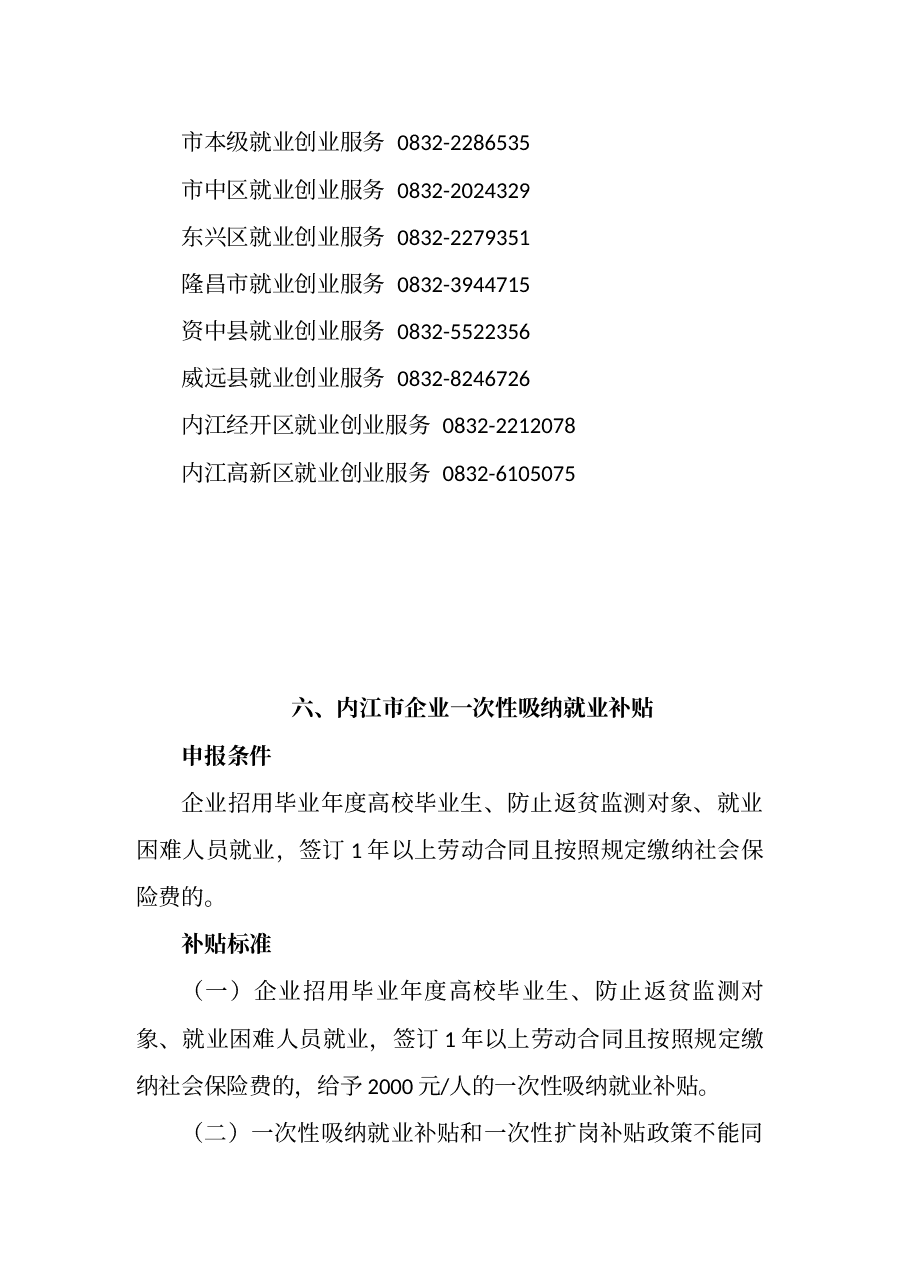 市本级就业创业服务 0832-2286535
市中区就业创业服务 0832-2024329
东兴区就业创业服务 0832-2279351
隆昌市就业创业服务 0832-3944715
资中县就业创业服务 0832-5522356
威远县就业创业服务 0832-8246726
内江经开区就业创业服务 0832-2212078
内江高新区就业创业服务 0832-6105075
六、内江市企业一次性吸纳就业补贴
申报条件
企业招用毕业年度高校毕业生、防止返贫监测对象、就业
困难人员就业，签订 1 年以上劳动合同且按照规定缴纳社会保
险费的。
补贴标准
（一）企业招用毕业年度高校毕业生、防止返贫监测对
象、就业困难人员就业，签订 1 年以上劳动合同且按照规定缴
纳社会保险费的，给予 2000 元/人的一次性吸纳就业补贴。
（二）一次性吸纳就业补贴和一次性扩岗补贴政策不能同